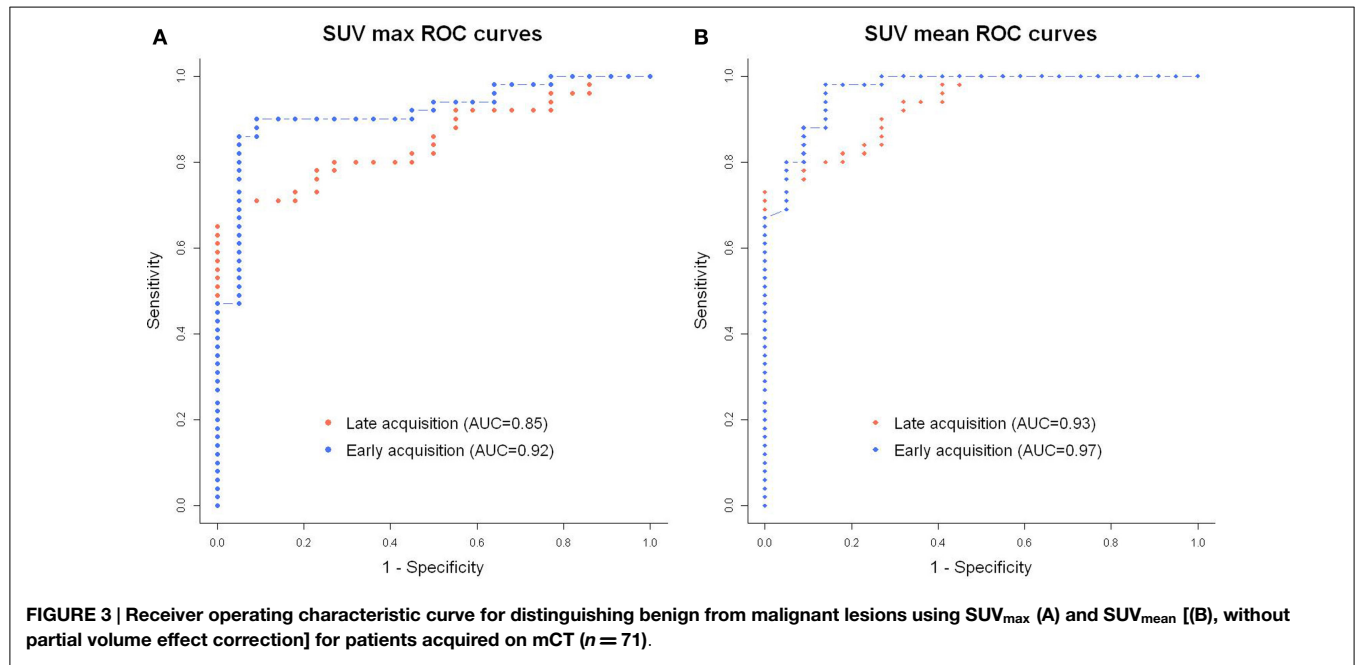 A
SUV max ROC curves
Sensitivity
1.0
0.8
0.6
0.4
0.2
0.0
Late acquisition (AUC=0.85)
Early acquisition (AUC=0.92)
0.0 0.2 0.4 0.6 0.8 1.0
1 - Specificity
B
SUV mean ROC curves
Sensitivity
1.0
0.8
0.6
0.4
0.2
0.0
Late acquisition (AUC=0.93)
Early acquisition (AUC=0.97)
0.0 0.2 0.4 0.6 0.8 1.0
1 - Specificity
FIGURE 3 | Receiver operating characteristic curve for distinguishing benign from malignant lesions using SUVmax (A) and SUVmean [(B), without
partial volume effect correction] for patients acquired on mCT (n = 71).